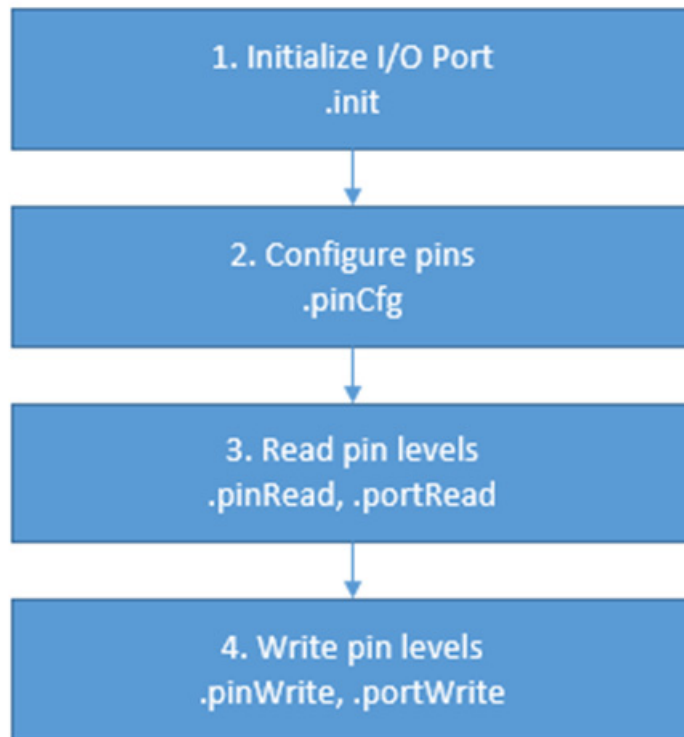 1. Initialize I/O Port
.init
2. Configure pins
.pinCfg
3. Read pin levels
.pinRead, .portRead
4. Write pin levels
.pinWrite, .portWrite